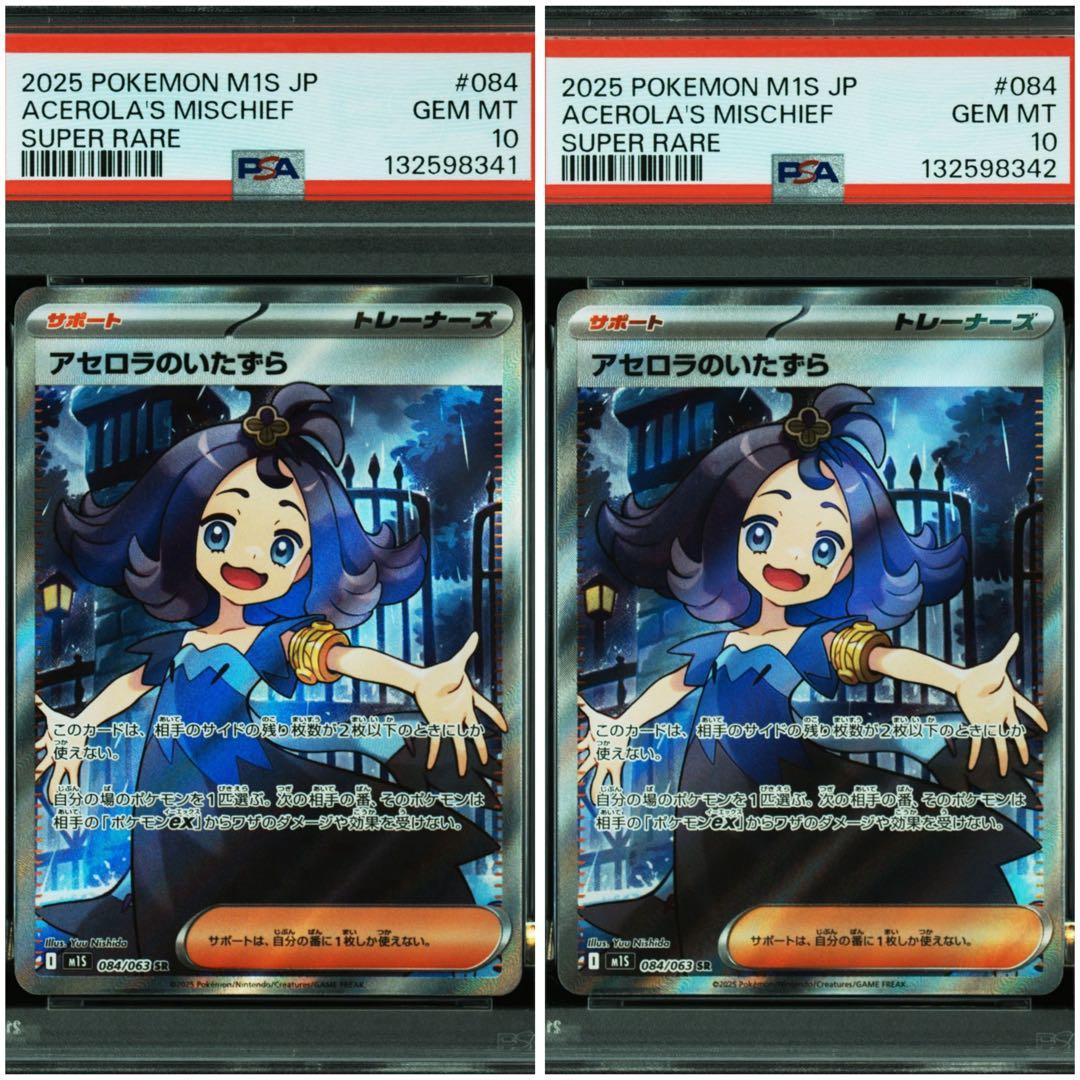 2025 POKEMON M1S JP #084
ACEROLA'S MISCHIEF GEM MT
SUPER RARE 10
PSA 132598341
サポート トレーナーズ
アセロラのいたずら
このカードは、相手のサイドの残り枚数が2枚以下のときにしか
使えない。
自分の場のポケモンを1匹選ぶ。次の相手の番、そのポケモンは
相手の「ポケモンex」からワザのダメージや効果を受けない。
サポートは、自分の番に1枚しか使えない。
Illus. Yuu Nishida
I M1S 084/063 SR
©2025 Pokémon/Nintendo/Creatures/GAME FREAK.
2025 POKEMON M1S JP #084
ACEROLA'S MISCHIEF GEM MT
SUPER RARE 10
PSA 132598342
サポート トレーナーズ
アセロラのいたずら
このカードは、相手のサイドの残り枚数が2枚以下のときにしか
使えない。
自分の場のポケモンを1匹選ぶ。次の相手の番、そのポケモンは
相手の「ポケモンex」からワザのダメージや効果を受けない。
サポートは、自分の番に1枚しか使えない。
Illus. Yuu Nishida
I M1S 084/063 SR
©2025 Pokémon/Nintendo/Creatures/GAME FREAK.